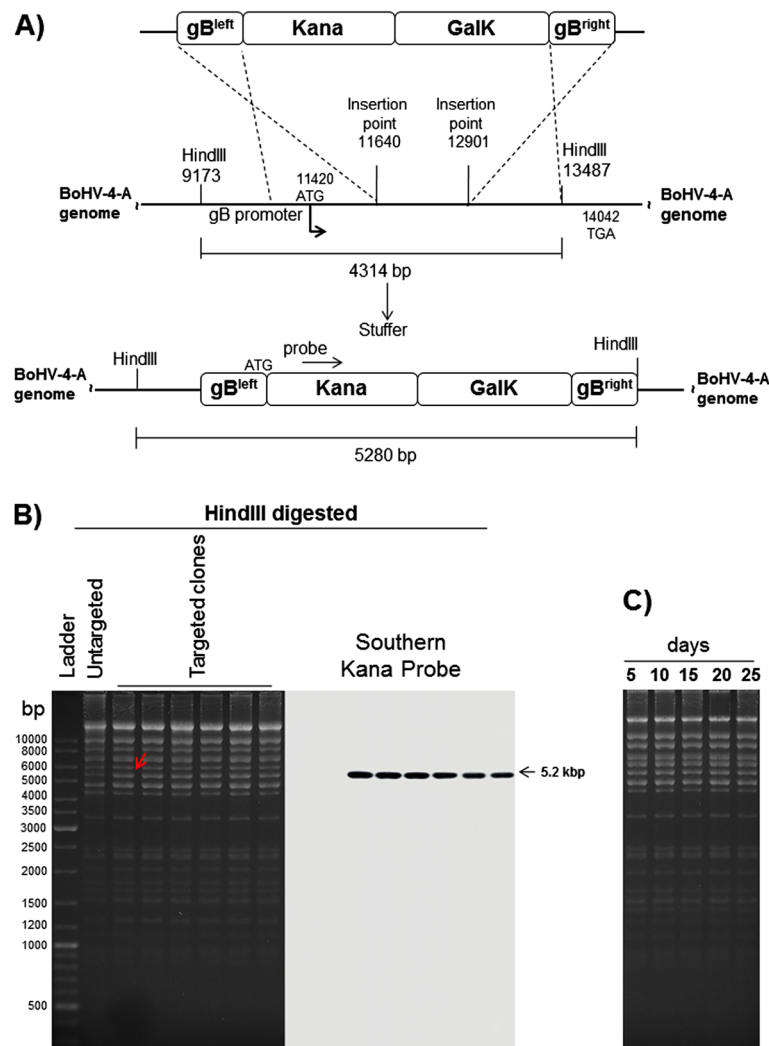 A)
gBleft Kana GalK gBright
Insertion point 11640
Insertion point 12901
HindIII 9173
HindIII 13487
BoHV-4-A genome
11420 ATG
gB promoter
BoHV-4-A genome
14042 TGA
4314 bp
Stuffer
HindIII
probe
HindIII
ATG
BoHV-4-A genome
gBleft Kana GalK gBright
BoHV-4-A genome
5280 bp
B)
HindIII digested
Ladder
Untargeted
Targeted clones
Southern
Kana Probe
bp
10000
8000
6000
5000
4000
3500
3000
2500
2000
1500
1200
1000
500
5.2 kbp
C)
days
5 10 15 20 25